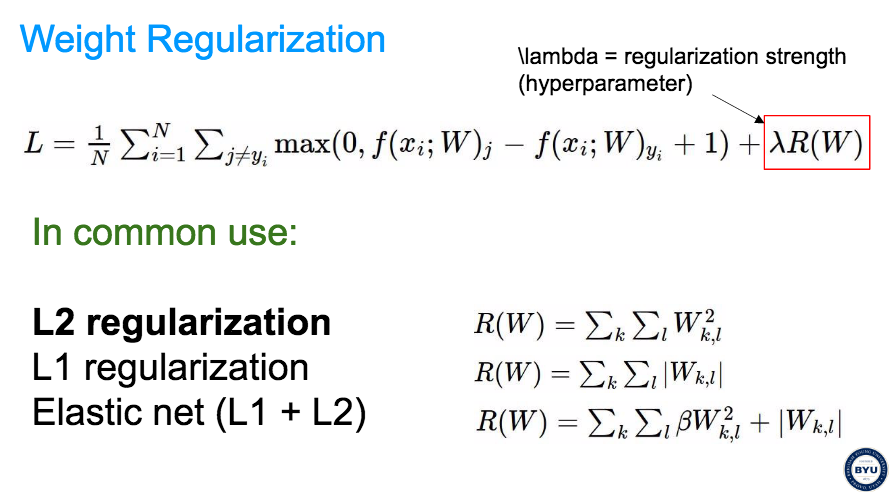 Weight Regularization
\lambda = regularization strength
(hyperparameter)
L = \frac{1}{N} \sum_{i=1}^{N} \sum_{j \neq y_i} \max(0, f(x_i; W)_j - f(x_i; W)_{y_i} + 1) + \lambda R(W)
In common use:
L2 regularization R(W) = \sum_k \sum_l W_{k,l}^2
L1 regularization R(W) = \sum_k \sum_l |W_{k,l}|
Elastic net (L1 + L2) R(W) = \sum_k \sum_l \beta W_{k,l}^2 + |W_{k,l}|
BYU